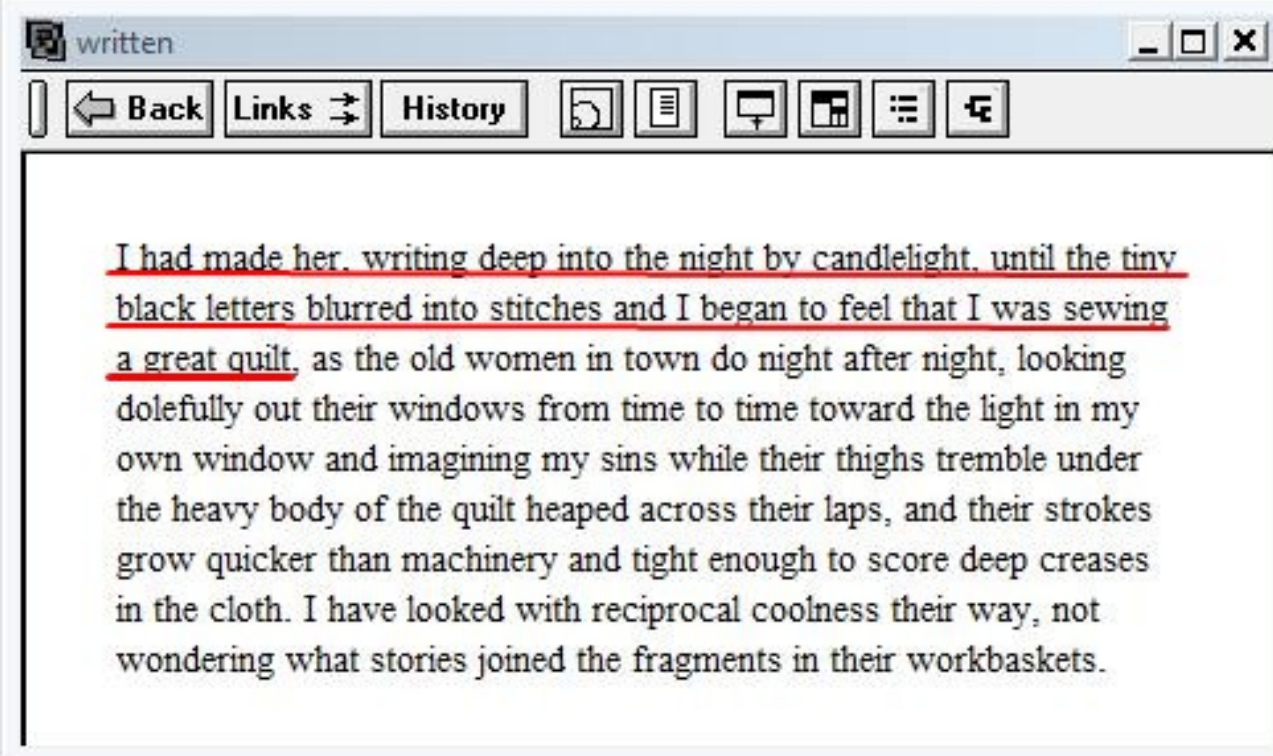 written
Back Links History
I had made her, writing deep into the night by candlelight, until the tiny
black letters blurred into stitches and I began to feel that I was sewing
a great quilt, as the old women in town do night after night, looking
dolefully out their windows from time to time toward the light in my
own window and imagining my sins while their thighs tremble under
the heavy body of the quilt heaped across their laps, and their strokes
grow quicker than machinery and tight enough to score deep creases
in the cloth. I have looked with reciprocal coolness their way, not
wondering what stories joined the fragments in their workbaskets.